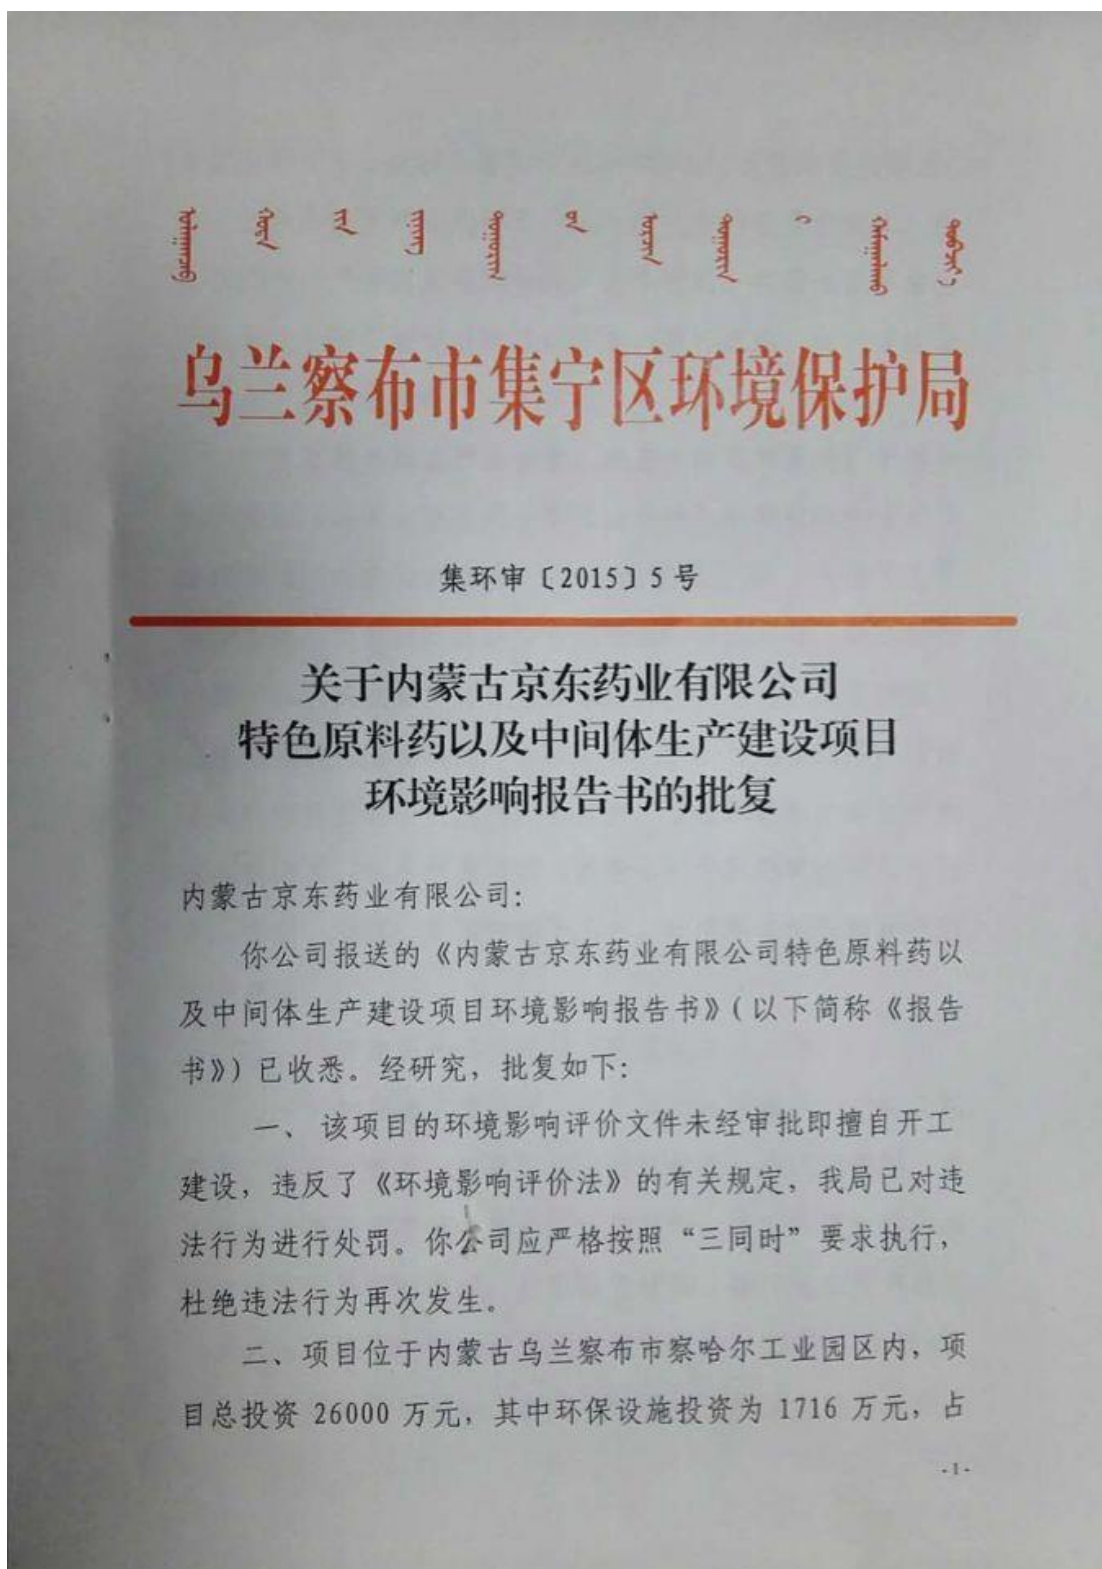 乌兰察布市集宁区环境保护局
集环审〔2015〕5号
关于内蒙古京东药业有限公司
特色原料药以及中间体生产建设项目
环境影响报告书的批复
内蒙古京东药业有限公司：
你公司报送的《内蒙古京东药业有限公司特色原料药以
及中间体生产建设项目环境影响报告书》（以下简称《报告
书》）已收悉。经研究，批复如下：
一、 该项目的环境影响评价文件未经审批即擅自开工
建设，违反了《环境影响评价法》的有关规定，我局已对违
法行为进行处罚。你公司应严格按照“三同时”要求执行，
杜绝违法行为再次发生。
二、项目位于内蒙古乌兰察布市察哈尔工业园区内，项
目总投资 26000 万元，其中环保设施投资为 1716 万元，占
-1-